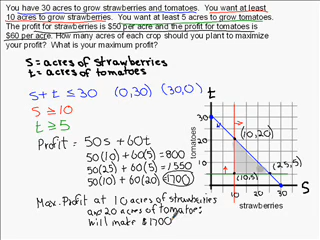 You have 30 acres to grow strawberries and tomatoes. You want at least
10 acres to grow strawberries. You want at least 5 acres to grow tomatoes.
The profit for strawberries is $50 per acre and the profit for tomatoes is
$60 per acre. How many acres of each crop should you plant to maximize
your profit? What is your maximum profit?
s = acres of strawberries
t = acres of tomatoes
s + t ≤ 30 (0,30) (30,0)
s ≥ 10
t ≥ 5
Profit = 50s + 60t
50(10) + 60(5) = 800
50(25) + 60(5) = 1550
50(10) + 60(20) = 1700
Max. Profit at 10 acres of strawberries
and 20 acres of tomatoes
will make $1700
t
30
20
10
tomatoes
(10,20)
(10,5)
(25,5)
10 20 30
S
strawberries